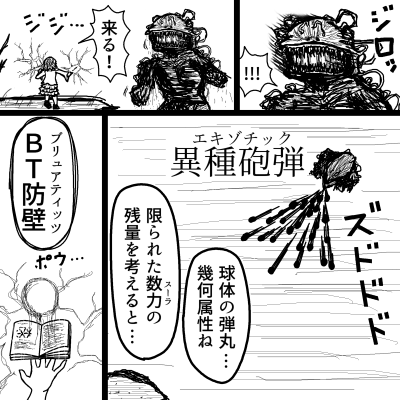 ジロッ
!!!
来る!
ジジ…
エキゾチック
異種砲弾
ズドドド
球体の弾丸…
幾何属性ね
限られた数力の
スーラ
残量を考えると…
ブリュアティッツ
BT防壁
ポゥ…